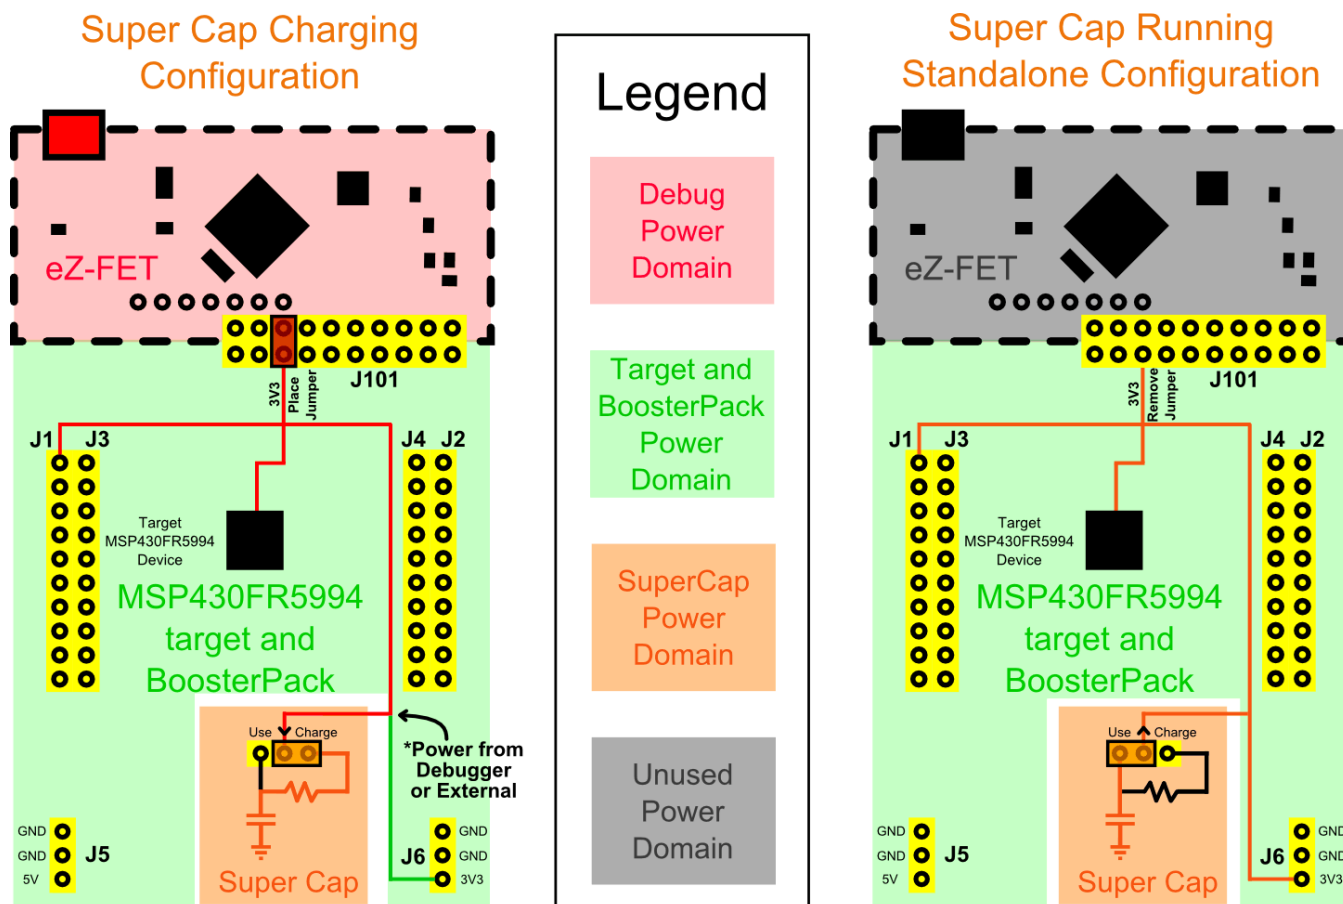 Super Cap Charging
Configuration
eZ-FET
J101
3V3
Place
Jumper
J1
J3
J4
J2
Target
MSP430FR5994
Device
MSP430FR5994
target and
BoosterPack
Use
Charge
*Power from
Debugger
or External
GND
GND
5V
J5
Super Cap
J6
GND
GND
3V3
Legend
Debug
Power
Domain
Target and
BoosterPack
Power
Domain
SuperCap
Power
Domain
Unused
Power
Domain
Super Cap Running
Standalone Configuration
eZ-FET
J101
3V3
Remove
Jumper
J1
J3
J4
J2
Target
MSP430FR5994
Device
MSP430FR5994
target and
BoosterPack
Use
Charge
GND
GND
5V
J5
Super Cap
J6
GND
GND
3V3